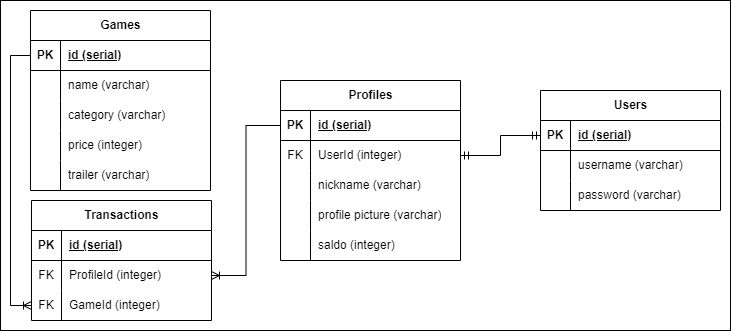 Games
PK id (serial)
name (varchar)
category (varchar)
price (integer)
trailer (varchar)
Transactions
PK id (serial)
FK ProfileId (integer)
FK GameId (integer)
Profiles
PK id (serial)
FK UserId (integer)
nickname (varchar)
profile picture (varchar)
saldo (integer)
Users
PK id (serial)
username (varchar)
password (varchar)